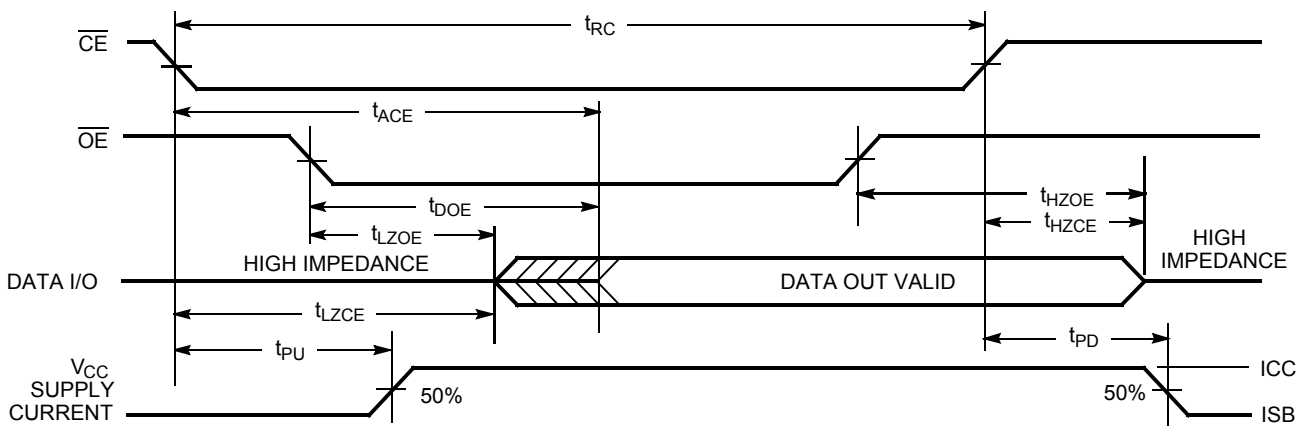 tRC
CE
tACE
OE
tDOE
tHZOE
tLZOE
tHZCE
HIGH IMPEDANCE
HIGH
IMPEDANCE
DATA I/O
DATA OUT VALID
tLZCE
tPU
tPD
VCC
SUPPLY
CURRENT
50%
50%
ICC
ISB